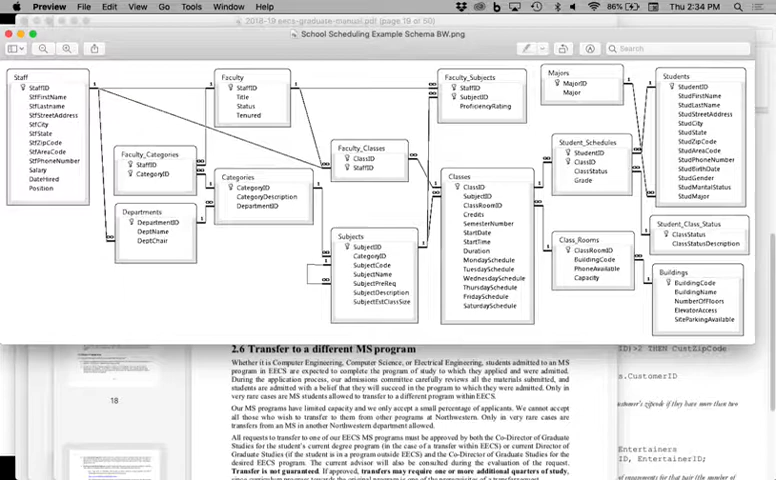 Preview File Edit View Go Tools Window Help 86% Thu 2:34 PM
2018-19 eecs-graduate-manual.pdf (page 19 of 50)
School Scheduling Example Schema BW.png
Search
Staff
StaffID
StfFirstName
StfLastname
StfStreetAddress
StfCity
StfState
StfZipCode
StfAreaCode
StfPhoneNumber
Salary
DateHired
Position
Faculty
StaffID
Title
Status
Tenured
Faculty_Subjects
StaffID
SubjectID
ProficiencyRating
Majors
MajorID
Major
Students
StudentID
StudFirstName
StudLastName
StudStreetAddress
StudCity
StudState
StudZipCode
StudAreaCode
StudPhoneNumber
StudBirthDate
StudGender
StudMaritalStatus
StudMajor
Faculty_Categories
StaffID
CategoryID
Categories
CategoryID
CategoryDescription
DepartmentID
Faculty_Classes
ClassID
StaffID
Student_Schedules
StudentID
ClassID
ClassStatus
Grade
Departments
DepartmentID
DeptName
DeptChair
Subjects
SubjectID
CategoryID
SubjectCode
SubjectName
SubjectPreReq
SubjectDescription
SubjectEstClassSize
Classes
ClassID
SubjectID
ClassRoomID
Credits
SemesterNumber
StartDate
StartTime
Duration
MondaySchedule
TuesdaySchedule
WednesdaySchedule
ThursdaySchedule
FridaySchedule
SaturdaySchedule
Class_Rooms
ClassRoomID
BuildingCode
PhoneAvailable
Capacity
Student_Class_Status
ClassStatus
ClassStatusDescription
Buildings
BuildingCode
BuildingName
NumberOfFloors
ElevatorAccess
SiteParkingAvailable
18
2.6 Transfer to a different MS program
Whether it is Computer Engineering, Computer Science, or Electrical Engineering, students admitted to an MS
program in EECS are expected to complete the program of study to which they applied and were admitted.
During the application process, our admissions committee carefully reviews all the materials submitted, and
students are admitted with a belief that they will succeed in the program to which they were admitted. Only in
very rare cases are MS students allowed to transfer to a different program within EECS.
Our MS programs have limited capacity and we only accept a small percentage of applicants. We cannot accept
all those who wish to transfer to them from other programs at Northwestern. Only in very rare cases are
transfers from an MS in another Northwestern department allowed.
All requests to transfer to one of our EECS MS programs must be approved by both the Co-Director of Graduate
Studies for the student's current degree program (in the case of a transfer within EECS) or current Director of
Graduate Studies (if the student is in a program outside EECS) and the Co-Director of Graduate Studies for the
desired EECS program. The current advisor will also be consulted during the evaluation of the request.
Transfer is not guaranteed. If approved, transfers may require one or more additional quarters of study,
ID)>2 THEN CustZipCode
s.CustomerID
customer's zipcode if they have more than two
Entertainers
ID, EntertainerID;